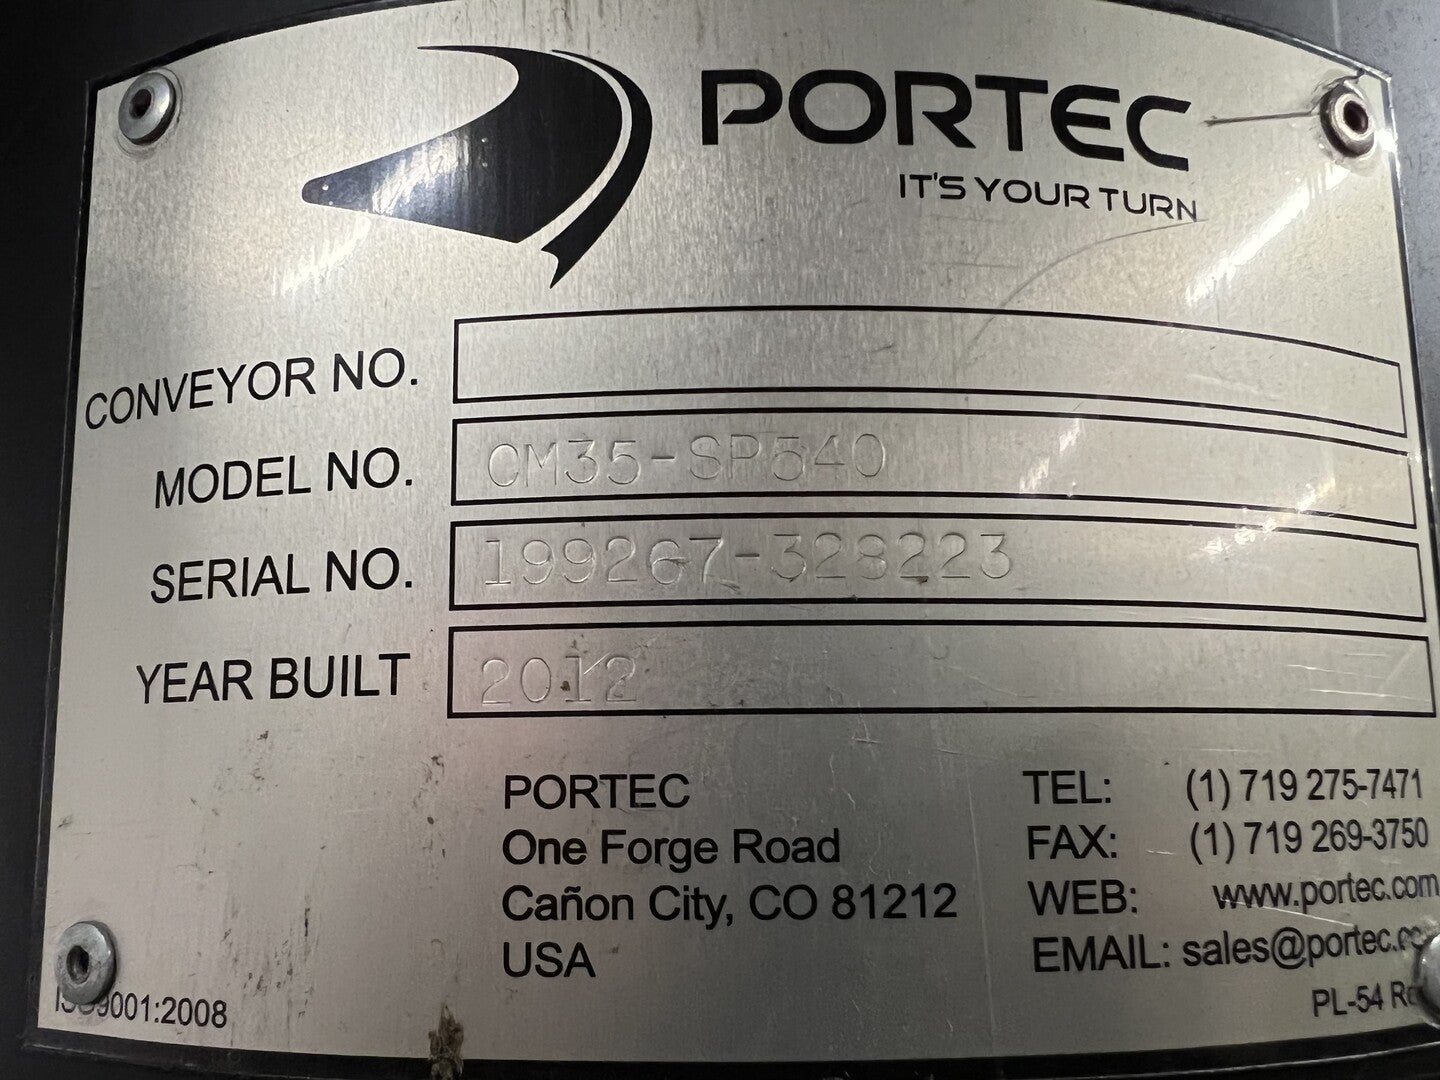 PORTEC
IT'S YOUR TURN
CONVEYOR NO.
MODEL NO. CM35-SP540
SERIAL NO. 199267-328223
YEAR BUILT 2012
PORTEC
One Forge Road
Cañon City, CO 81212
USA
TEL: (1) 719 275-7471
FAX: (1) 719 269-3750
WEB: www.portec.com
EMAIL: sales@portec.co
ISO9001:2008
PL-54